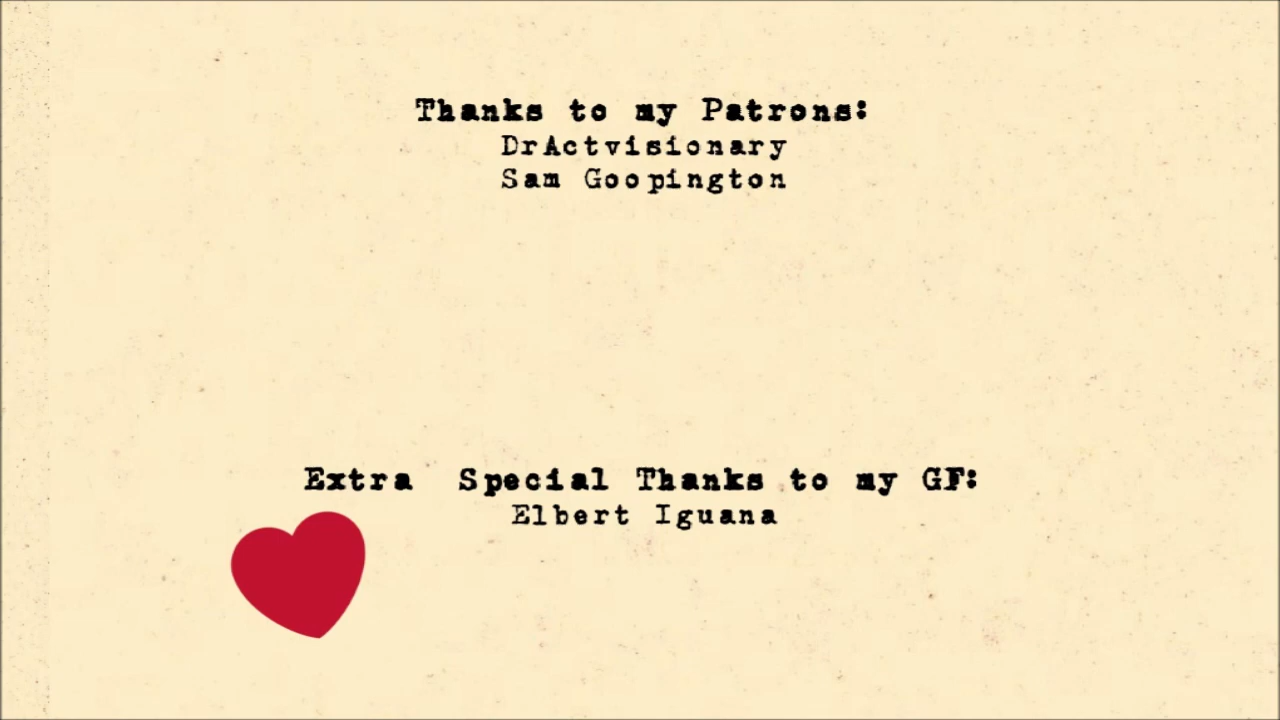 Thanks to my Patrons:
DrActvisionary
Sam Goopington
Extra Special Thanks to my GF:
Elbert Iguana